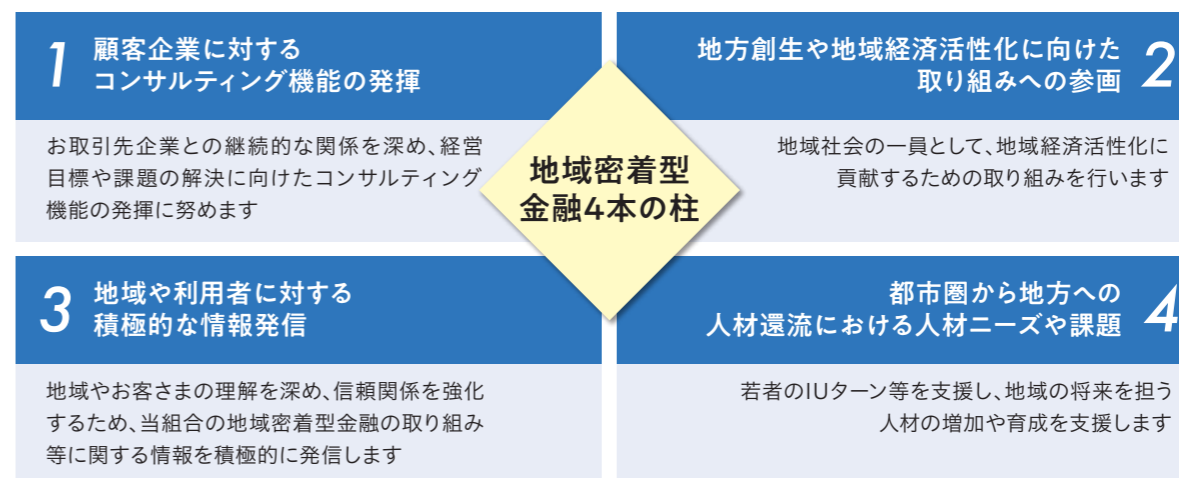 1
顧客企業に対する
コンサルティング機能の発揮
お取引先企業との継続的な関係を深め、経営
目標や課題の解決に向けたコンサルティング
機能の発揮に努めます
地方創生や地域経済活性化に向けた
取り組みへの参画
2
地域社会の一員として、地域経済活性化に
貢献するための取り組みを行います
地域密着型
金融4本の柱
3
地域や利用者に対する
積極的な情報発信
地域やお客さまの理解を深め、信頼関係を強化
するため、当組合の地域密着型金融の取り組み
等に関する情報を積極的に発信します
都市圏から地方への
人材還流における人材ニーズや課題
4
若者のIUターン等を支援し、地域の将来を担う
人材の増加や育成を支援します